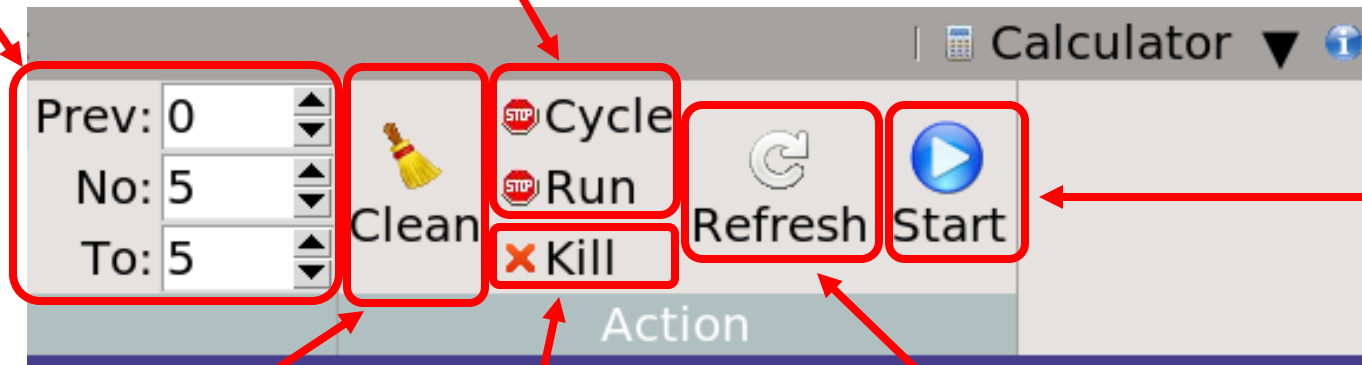 Calculator
Prev: 0
No: 5
To: 5
Clean
STOP Cycle
STOP Run
Kill
Refresh
Start
Action